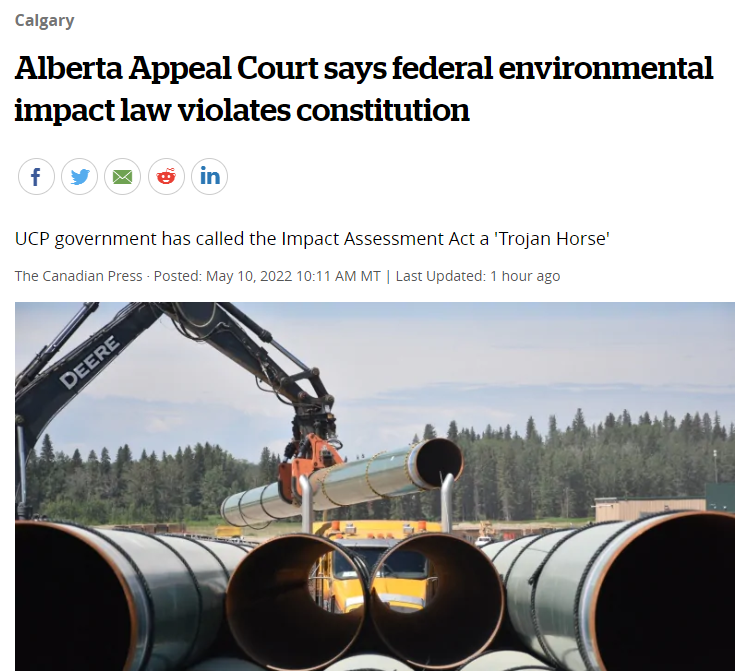 Calgary
Alberta Appeal Court says federal environmental
impact law violates constitution
UCP government has called the Impact Assessment Act a 'Trojan Horse'
The Canadian Press · Posted: May 10, 2022 10:11 AM MT | Last Updated: 1 hour ago
DEERE